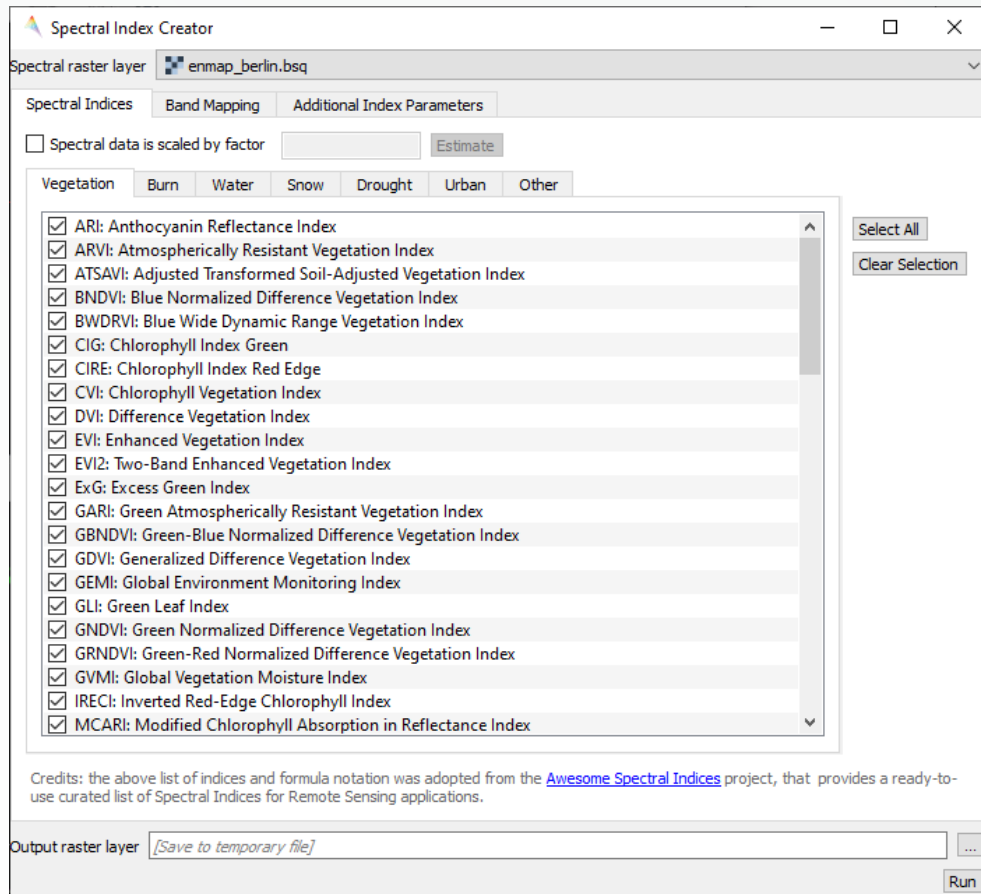 Spectral Index Creator
Spectral raster layer enmap_berlin.bsq
Spectral Indices Band Mapping Additional Index Parameters
Spectral data is scaled by factor Estimate
Vegetation Burn Water Snow Drought Urban Other
ARI: Anthocyanin Reflectance Index
ARVI: Atmospherically Resistant Vegetation Index
ATSAVI: Adjusted Transformed Soil-Adjusted Vegetation Index
BNDVI: Blue Normalized Difference Vegetation Index
BWDRVI: Blue Wide Dynamic Range Vegetation Index
CIG: Chlorophyll Index Green
CIRE: Chlorophyll Index Red Edge
CVI: Chlorophyll Vegetation Index
DVI: Difference Vegetation Index
EVI: Enhanced Vegetation Index
EVI2: Two-Band Enhanced Vegetation Index
ExG: Excess Green Index
GARI: Green Atmospherically Resistant Vegetation Index
GBNDVI: Green-Blue Normalized Difference Vegetation Index
GDVI: Generalized Difference Vegetation Index
GEMI: Global Environment Monitoring Index
GLI: Green Leaf Index
GNDVI: Green Normalized Difference Vegetation Index
GRNDVI: Green-Red Normalized Difference Vegetation Index
GVMI: Global Vegetation Moisture Index
IRECI: Inverted Red-Edge Chlorophyll Index
MCARI: Modified Chlorophyll Absorption in Reflectance Index
Select All
Clear Selection
Credits: the above list of indices and formula notation was adopted from the Awesome Spectral Indices project, that provides a ready-to-
use curated list of Spectral Indices for Remote Sensing applications.
Output raster layer [Save to temporary file] ...
Run